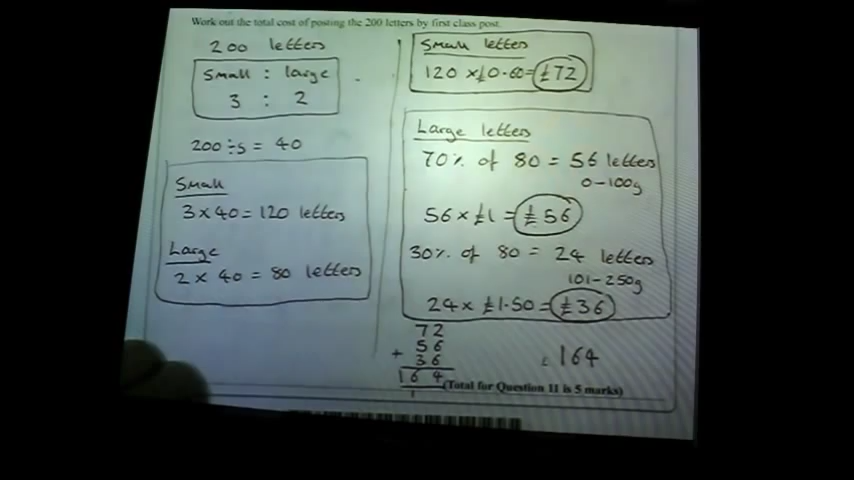 Work out the total cost of posting the 200 letters by first class post.
200 letters
Small : large
3 : 2
200 ÷ 5 = 40
Small
3 × 40 = 120 letters
Large
2 × 40 = 80 letters
Small letters
120 × £0.60 = £72
Large letters
70% of 80 = 56 letters
0-100g
56 × £1 = £56
30% of 80 = 24 letters
101-250g
24 × £1.50 = £36
72
56
+ 36
164
1
£164
(Total for Question 11 is 5 marks)